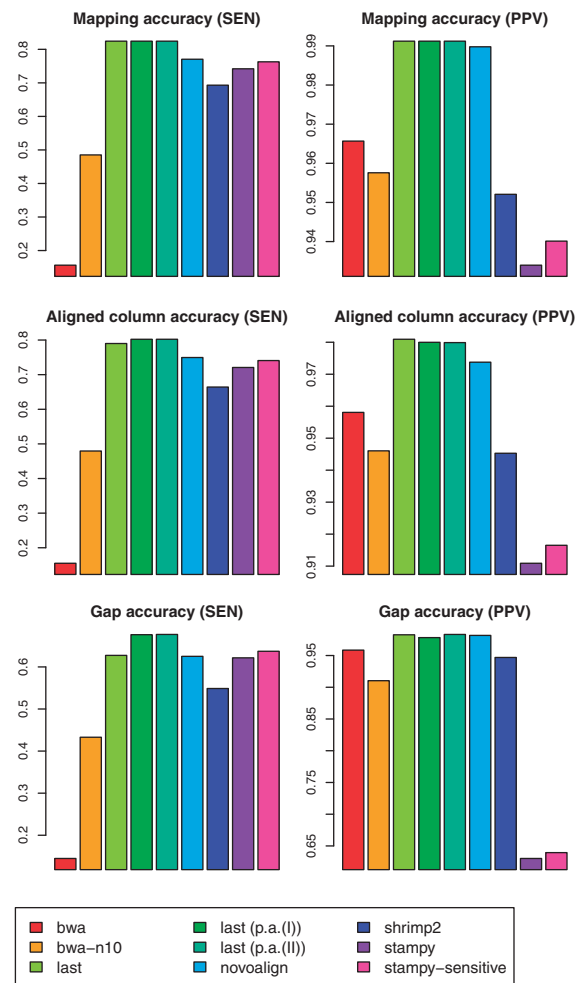 Mapping accuracy (SEN)
0.2 0.3 0.4 0.5 0.6 0.7 0.8
Mapping accuracy (PPV)
0.94 0.95 0.96 0.97 0.98 0.99
Aligned column accuracy (SEN)
0.2 0.3 0.4 0.5 0.6 0.7 0.8
Aligned column accuracy (PPV)
0.91 0.93 0.95 0.97
Gap accuracy (SEN)
0.2 0.3 0.4 0.5 0.6
Gap accuracy (PPV)
0.65 0.75 0.85 0.95
bwa
bwa-n10
last
last (p.a.(I))
last (p.a.(II))
novoalign
shrimp2
stampy
stampy-sensitive